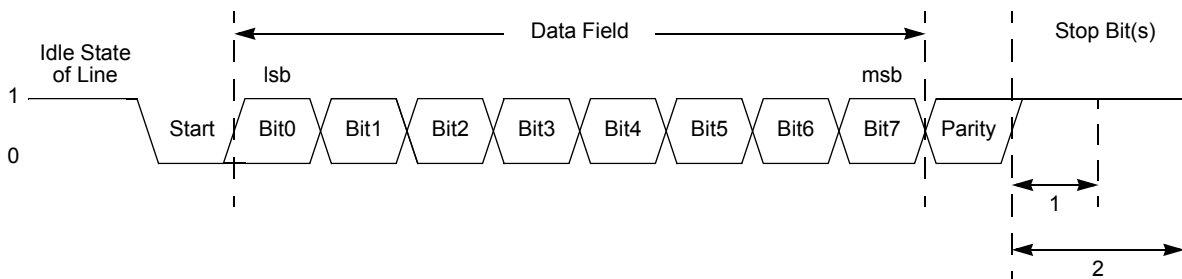 Data Field
Stop Bit(s)
Idle State
of Line
lsb
msb
1
Start
Bit0
Bit1
Bit2
Bit3
Bit4
Bit5
Bit6
Bit7
Parity
0
1
2